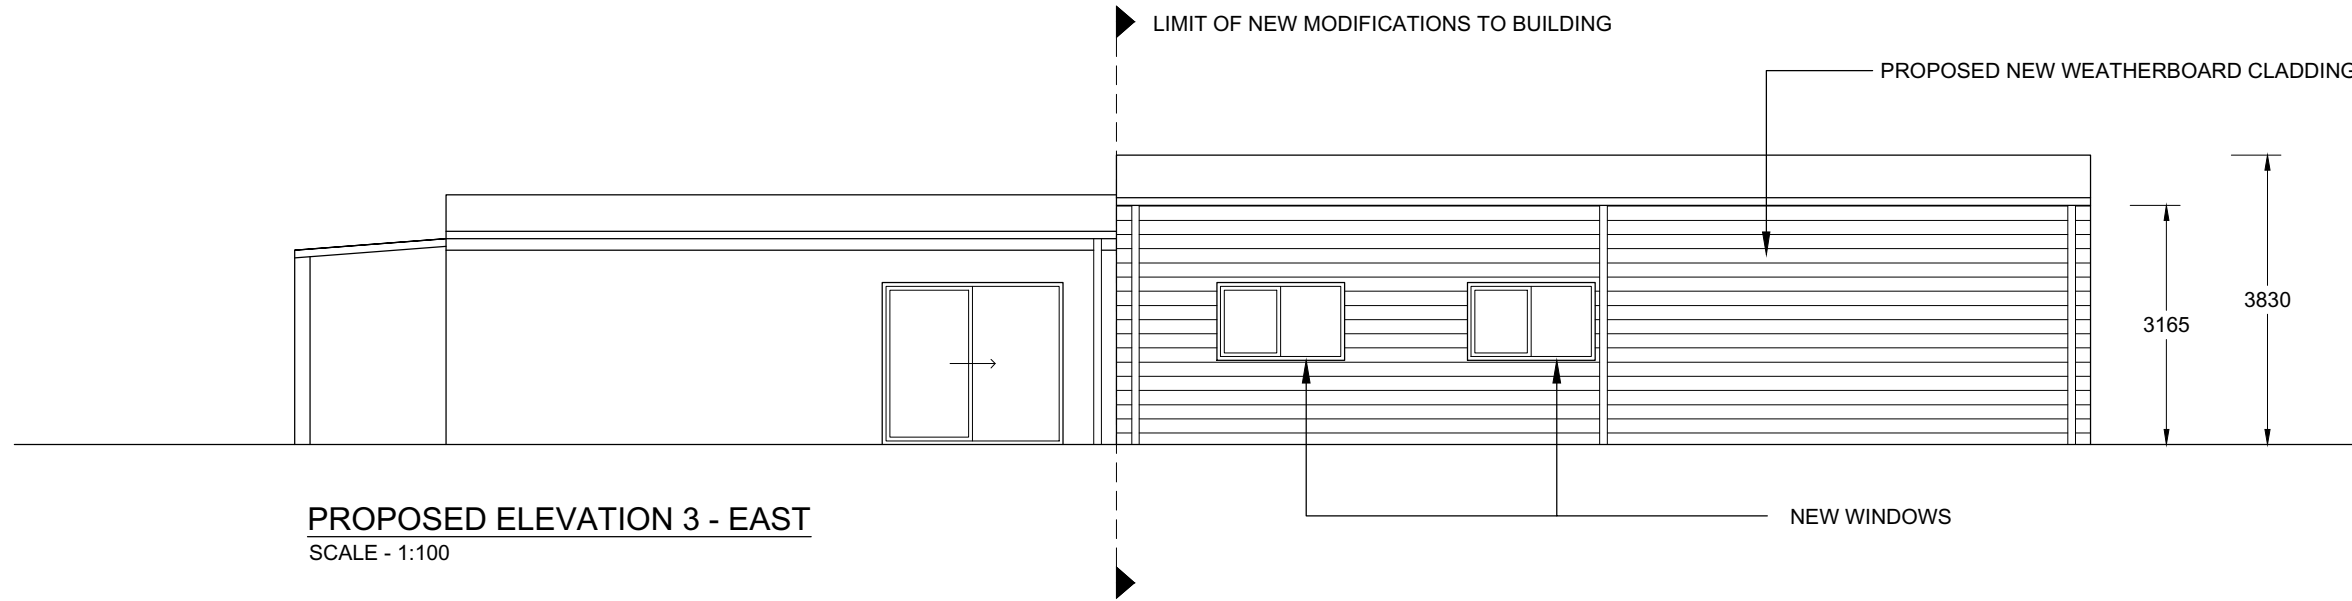 LIMIT OF NEW MODIFICATIONS TO BUILDING
PROPOSED NEW WEATHERBOARD CLADDING
3830
3165
PROPOSED ELEVATION 3 - EAST
SCALE - 1:100
NEW WINDOWS